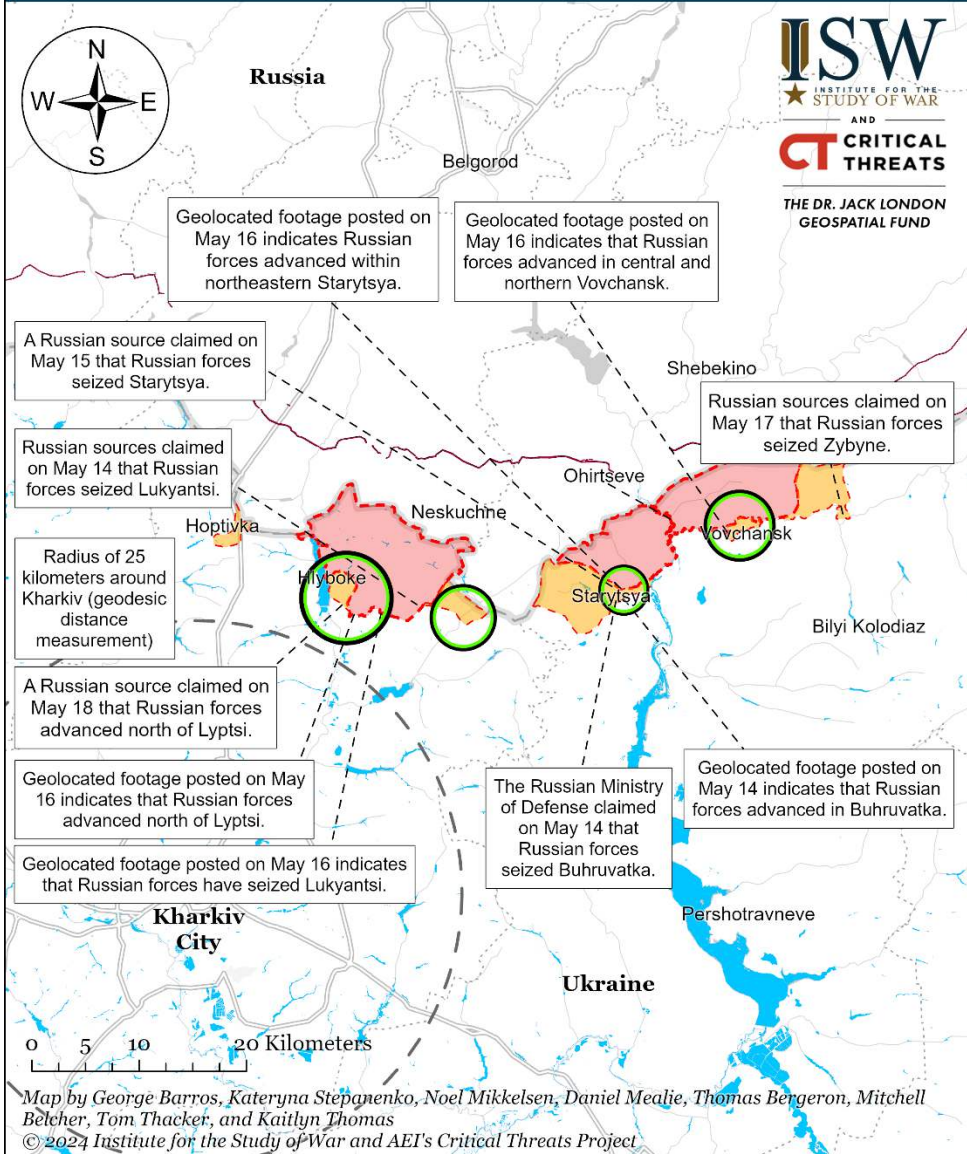 N
W
E
S
Russia
ISW
INSTITUTE FOR THE
STUDY OF WAR
AND
CT CRITICAL
THREATS
THE DR. JACK LONDON
GEOSPATIAL FUND
Belgorod
Geolocated footage posted on
May 16 indicates Russian
forces advanced within
northeastern Starytsya.
Geolocated footage posted on
May 16 indicates that Russian
forces advanced in central and
northern Vovchansk.
A Russian source claimed on
May 15 that Russian forces
seized Starytsya.
Shebekino
Russian sources claimed on
May 17 that Russian forces
seized Zybyne.
Russian sources claimed
on May 14 that Russian
forces seized Lukyantsi.
Ohirtseve
Neskuchne
Hoptivka
Vovchansk
Radius of 25
kilometers around
Kharkiv (geodesic
distance
measurement)
Hlyboke
Starytsya
Bilyi Kolodiaz
A Russian source claimed on
May 18 that Russian forces
advanced north of Lyptsi.
Geolocated footage posted on May
16 indicates that Russian forces
advanced north of Lyptsi.
The Russian Ministry
of Defense claimed
on May 14 that
Russian forces
seized Buhruvatka.
Geolocated footage posted on
May 14 indicates that Russian
forces advanced in Buhruvatka.
Geolocated footage posted on May 16 indicates
that Russian forces have seized Lukyantsi.
Kharkiv
City
Pershotravneve
Ukraine
0 5 10 20 Kilometers
Map by George Barros, Kateryna Stepanenko, Noel Mikkelsen, Daniel Mealie, Thomas Bergeron, Mitchell
Belcher, Tom Thacker, and Kaitlyn Thomas
© 2024 Institute for the Study of War and AEI's Critical Threats Project